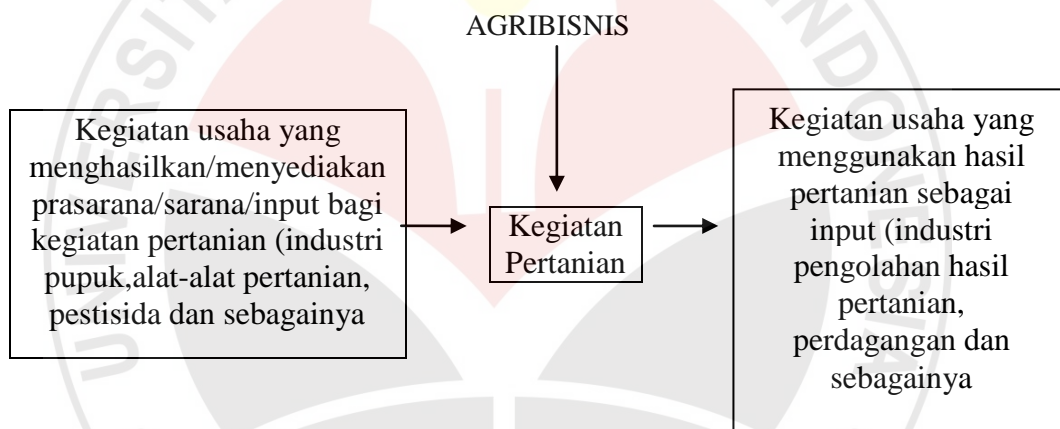 AGRIBISNIS
Kegiatan usaha yang
menghasilkan/menyediakan
prasarana/sarana/input bagi
kegiatan pertanian (industri
pupuk,alat-alat pertanian,
pestisida dan sebagainya
Kegiatan
Pertanian
Kegiatan usaha yang
menggunakan hasil
pertanian sebagai
input (industri
pengolahan hasil
pertanian,
perdagangan dan
sebagainya